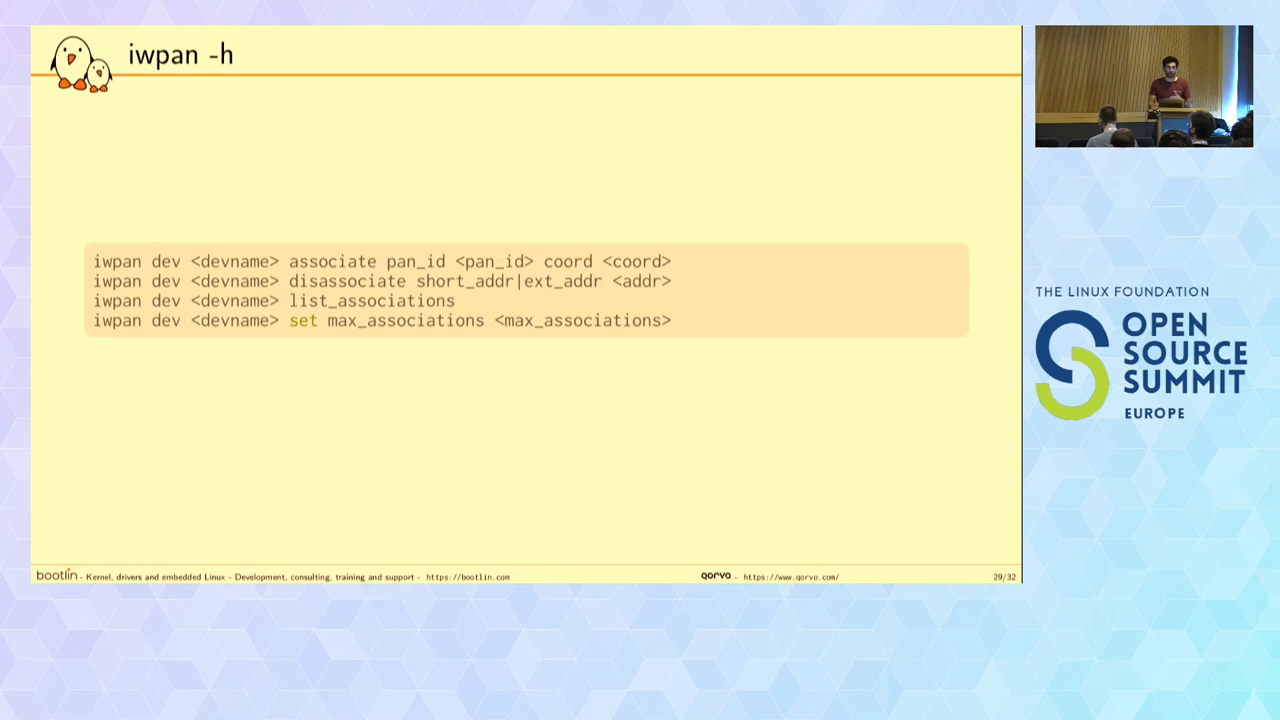 iwpan -h
iwpan dev <devname> associate pan_id <pan_id> coord <coord>
iwpan dev <devname> disassociate short_addr|ext_addr <addr>
iwpan dev <devname> list_associations
iwpan dev <devname> set max_associations <max_associations>
bootlin - Kernel, drivers and embedded Linux - Development, consulting, training and support - https://bootlin.com
qorvo - https://www.qorvo.com/
29/32
THE LINUX FOUNDATION
OPEN
SOURCE
SUMMIT
EUROPE